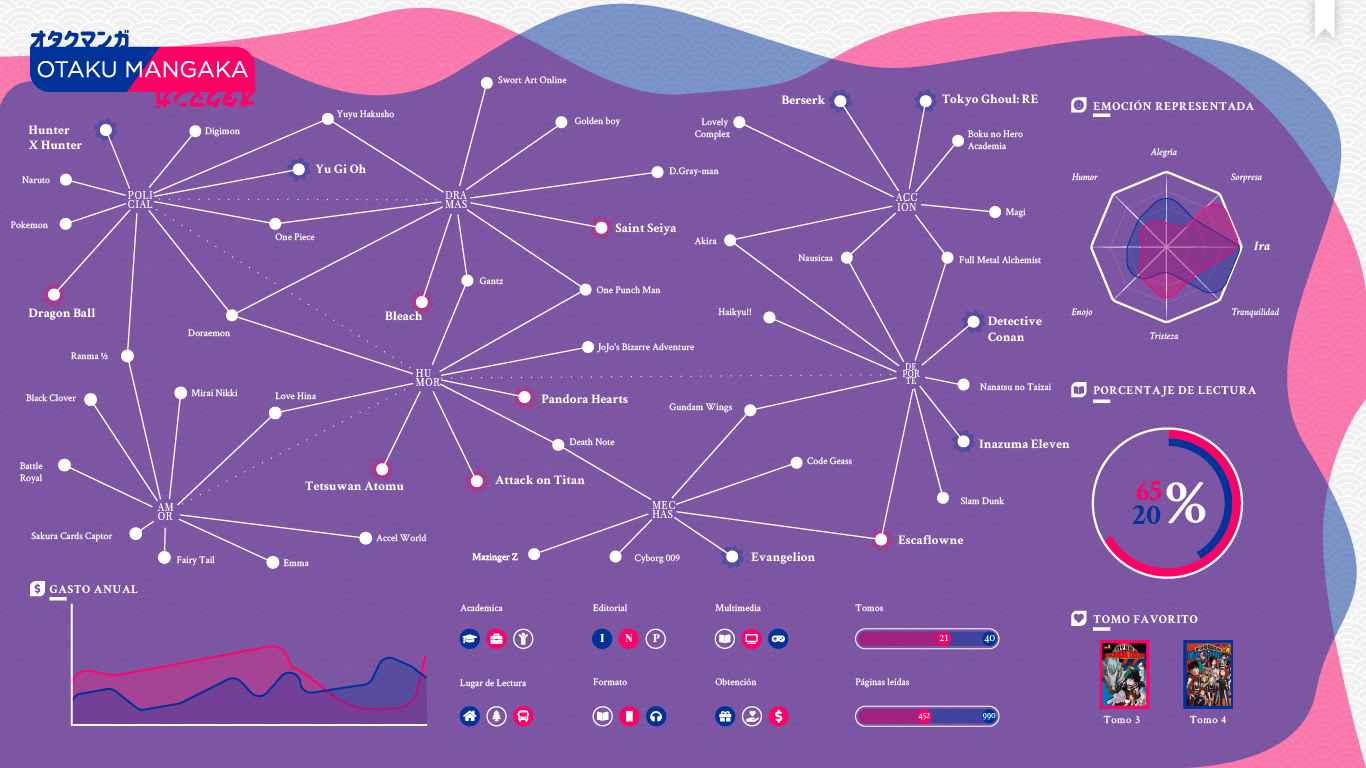 オタクマンガ
OTAKU MANGAKA
オタクマンガ
Hunter
X Hunter
Digimon
Yuyu Hakusho
Yu Gi Oh
Naruto
Pokemon
POLI
CIAL
One Piece
Dragon Ball
Doraemon
Ranma ½
Swort Art Online
Golden boy
D.Gray-man
DRA
MAS
Saint Seiya
Gantz
Bleach
One Punch Man
JoJo's Bizarre Adventure
HU
MOR
Pandora Hearts
Black Clover
Mirai Nikki
Love Hina
Death Note
Battle
Royal
Tetsuwan Atomu
Attack on Titan
AM
OR
Sakura Cards Captor
Fairy Tail
Emma
Accel World
Berserk
Tokyo Ghoul: RE
Lovely
Complex
Boku no Hero
Academia
ACC
ION
Magi
Akira
Nausicaa
Full Metal Alchemist
Haikyu!!
Detective
Conan
DE
POR
TE
Nanatsu no Taizai
Gundam Wings
Inazuma Eleven
Code Geass
Slam Dunk
MEC
HAS
Mazinger Z
Cyborg 009
Evangelion
Escaflowne
EMOCIÓN REPRESENTADA
Alegria
Humor
Sorpresa
Ira
Enojo
Tranquilidad
Tristeza
PORCENTAJE DE LECTURA
65
20
%
TOMO FAVORITO
Tomo 3
Tomo 4
$
GASTO ANUAL
Academica
Editorial
I
N
P
Multimedia
Tomos
21
40
Lugar de Lectura
Formato
Obtención
$
Páginas leídas
452
990